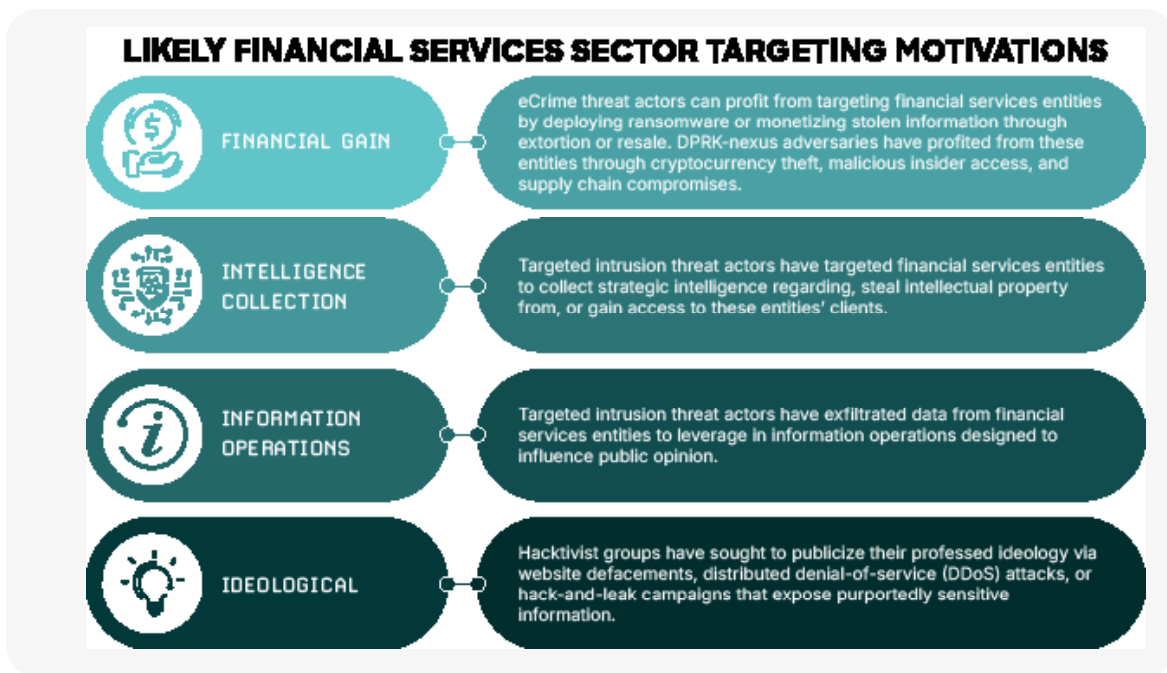 LIKELY FINANCIAL SERVICES SECTOR TARGETING MOTIVATIONS
FINANCIAL GAIN
eCrime threat actors can profit from targeting financial services entities
by deploying ransomware or monetizing stolen information through
extortion or resale. DPRK-nexus adversaries have profited from these
entities through cryptocurrency theft, malicious insider access, and
supply chain compromises.
INTELLIGENCE
COLLECTION
Targeted intrusion threat actors have targeted financial services entities
to collect strategic intelligence regarding, steal intellectual property
from, or gain access to these entities’ clients.
INFORMATION
OPERATIONS
Targeted intrusion threat actors have exfiltrated data from financial
services entities to leverage in information operations designed to
influence public opinion.
IDEOLOGICAL
Hacktivist groups have sought to publicize their professed ideology via
website defacements, distributed denial-of-service (DDoS) attacks, or
hack-and-leak campaigns that expose purportedly sensitive
information.